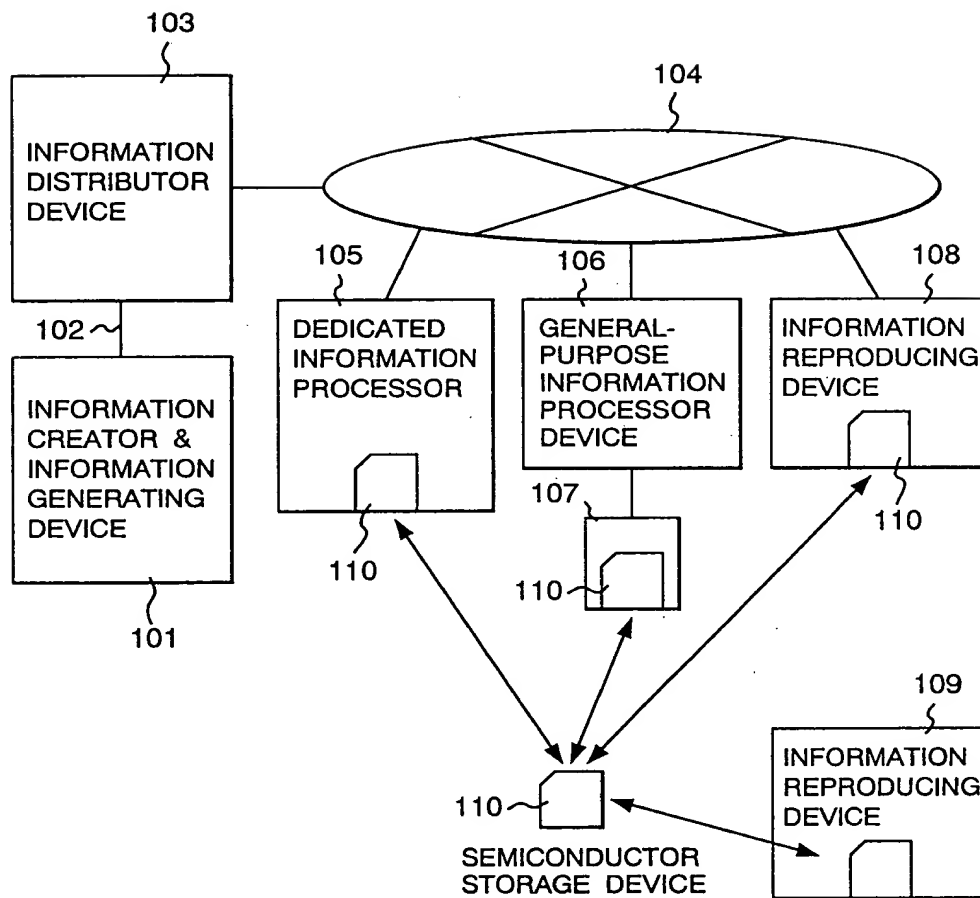 103
INFORMATION
DISTRIBUTOR
DEVICE
104
102
INFORMATION
CREATOR &
INFORMATION
GENERATING
DEVICE
101
105
DEDICATED
INFORMATION
PROCESSOR
110
106
GENERAL-
PURPOSE
INFORMATION
PROCESSOR
DEVICE
107
110
108
INFORMATION
REPRODUCING
DEVICE
110
110
SEMICONDUCTOR
STORAGE DEVICE
109
INFORMATION
REPRODUCING
DEVICE